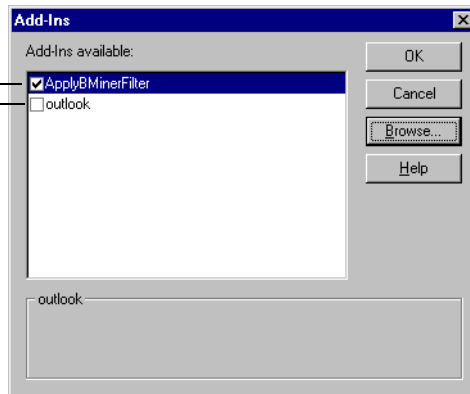 Add-Ins
Add-Ins available:
ApplyBMinerFilter
outlook
OK
Cancel
Browse...
Help
outlook